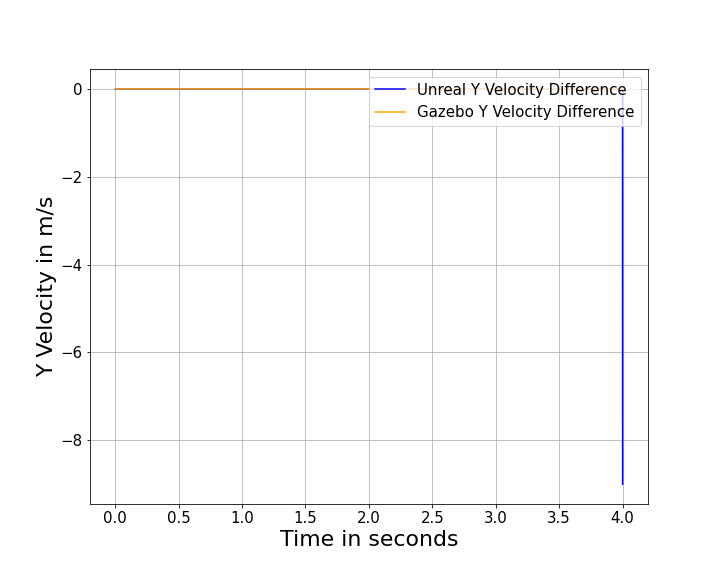 Unreal Y Velocity Difference
Gazebo Y Velocity Difference
Y Velocity in m/s
0
−2
−4
−6
−8
0.0 0.5 1.0 1.5 2.0 2.5 3.0 3.5 4.0
Time in seconds